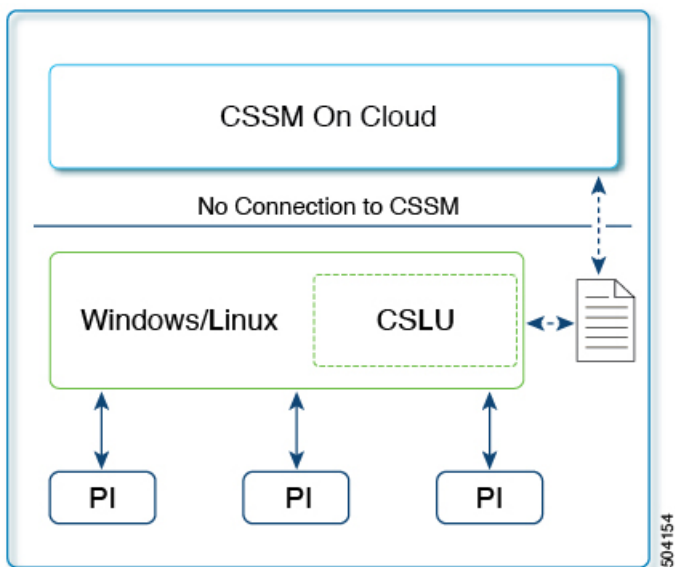 CSSM On Cloud
No Connection to CSSM
Windows/Linux
CSLU
PI
PI
PI
504154